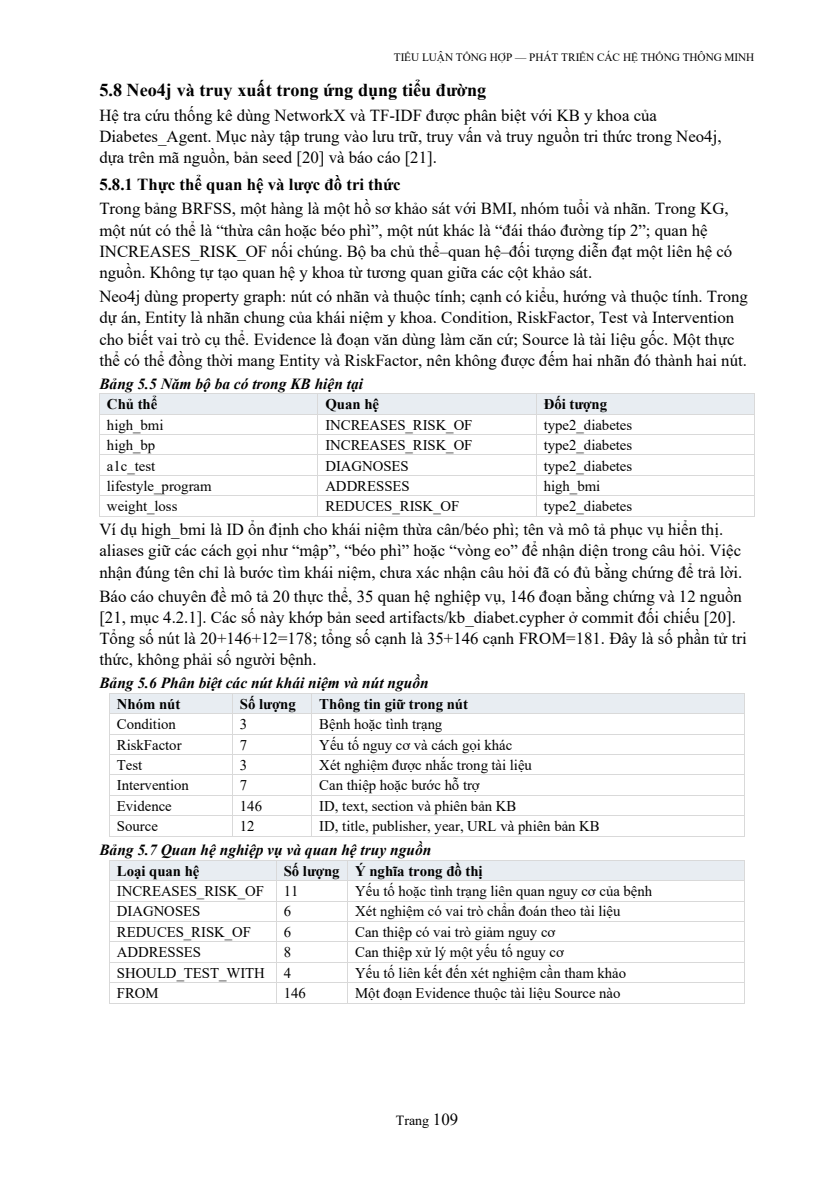 TIỂU LUẬN TỔNG HỢP — PHÁT TRIỂN CÁC HỆ THỐNG THÔNG MINH
5.8 Neo4j và truy xuất trong ứng dụng tiểu đường
Hệ tra cứu thống kê dùng NetworkX và TF-IDF được phân biệt với KB y khoa của
Diabetes_Agent. Mục này tập trung vào lưu trữ, truy vấn và truy nguồn tri thức trong Neo4j,
dựa trên mã nguồn, bản seed [20] và báo cáo [21].
5.8.1 Thực thể quan hệ và lược đồ tri thức
Trong bảng BRFSS, một hàng là một hồ sơ khảo sát với BMI, nhóm tuổi và nhãn. Trong KG,
một nút có thể là “thừa cân hoặc béo phì”, một nút khác là “đái tháo đường típ 2”; quan hệ
INCREASES_RISK_OF nối chúng. Bộ ba chủ thể–quan hệ–đối tượng diễn đạt một liên hệ có
nguồn. Không tự tạo quan hệ y khoa từ tương quan giữa các cột khảo sát.
Neo4j dùng property graph: nút có nhãn và thuộc tính; cạnh có kiểu, hướng và thuộc tính. Trong
dự án, Entity là nhãn chung của khái niệm y khoa. Condition, RiskFactor, Test và Intervention
cho biết vai trò cụ thể. Evidence là đoạn văn dùng làm căn cứ; Source là tài liệu gốc. Một thực
thể có thể đồng thời mang Entity và RiskFactor, nên không được đếm hai nhãn đó thành hai nút.
Bảng 5.5 Năm bộ ba có trong KB hiện tại
Chủ thể Quan hệ Đối tượng
high_bmi INCREASES_RISK_OF type2_diabetes
high_bp INCREASES_RISK_OF type2_diabetes
a1c_test DIAGNOSES type2_diabetes
lifestyle_program ADDRESSES high_bmi
weight_loss REDUCES_RISK_OF type2_diabetes
Ví dụ high_bmi là ID ổn định cho khái niệm thừa cân/béo phì; tên và mô tả phục vụ hiển thị.
aliases giữ các cách gọi như “mập”, “béo phì” hoặc “vòng eo” để nhận diện trong câu hỏi. Việc
nhận đúng tên chỉ là bước tìm khái niệm, chưa xác nhận câu hỏi đã có đủ bằng chứng để trả lời.
Báo cáo chuyên đề mô tả 20 thực thể, 35 quan hệ nghiệp vụ, 146 đoạn bằng chứng và 12 nguồn
[21, mục 4.2.1]. Các số này khớp bản seed artifacts/kb_diabet.cypher ở commit đối chiếu [20].
Tổng số nút là 20+146+12=178; tổng số cạnh là 35+146 cạnh FROM=181. Đây là số phần tử tri
thức, không phải số người bệnh.
Bảng 5.6 Phân biệt các nút khái niệm và nút nguồn
Nhóm nút Số lượng Thông tin giữ trong nút
Condition 3 Bệnh hoặc tình trạng
RiskFactor 7 Yếu tố nguy cơ và cách gọi khác
Test 3 Xét nghiệm được nhắc trong tài liệu
Intervention 7 Can thiệp hoặc bước hỗ trợ
Evidence 146 ID, text, section và phiên bản KB
Source 12 ID, title, publisher, year, URL và phiên bản KB
Bảng 5.7 Quan hệ nghiệp vụ và quan hệ truy nguồn
Loại quan hệ Số lượng Ý nghĩa trong đồ thị
INCREASES_RISK_OF 11 Yếu tố hoặc tình trạng liên quan nguy cơ của bệnh
DIAGNOSES 6 Xét nghiệm có vai trò chẩn đoán theo tài liệu
REDUCES_RISK_OF 6 Can thiệp có vai trò giảm nguy cơ
ADDRESSES 8 Can thiệp xử lý một yếu tố nguy cơ
SHOULD_TEST_WITH 4 Yếu tố liên kết đến xét nghiệm cần tham khảo
FROM 146 Một đoạn Evidence thuộc tài liệu Source nào
Trang 109